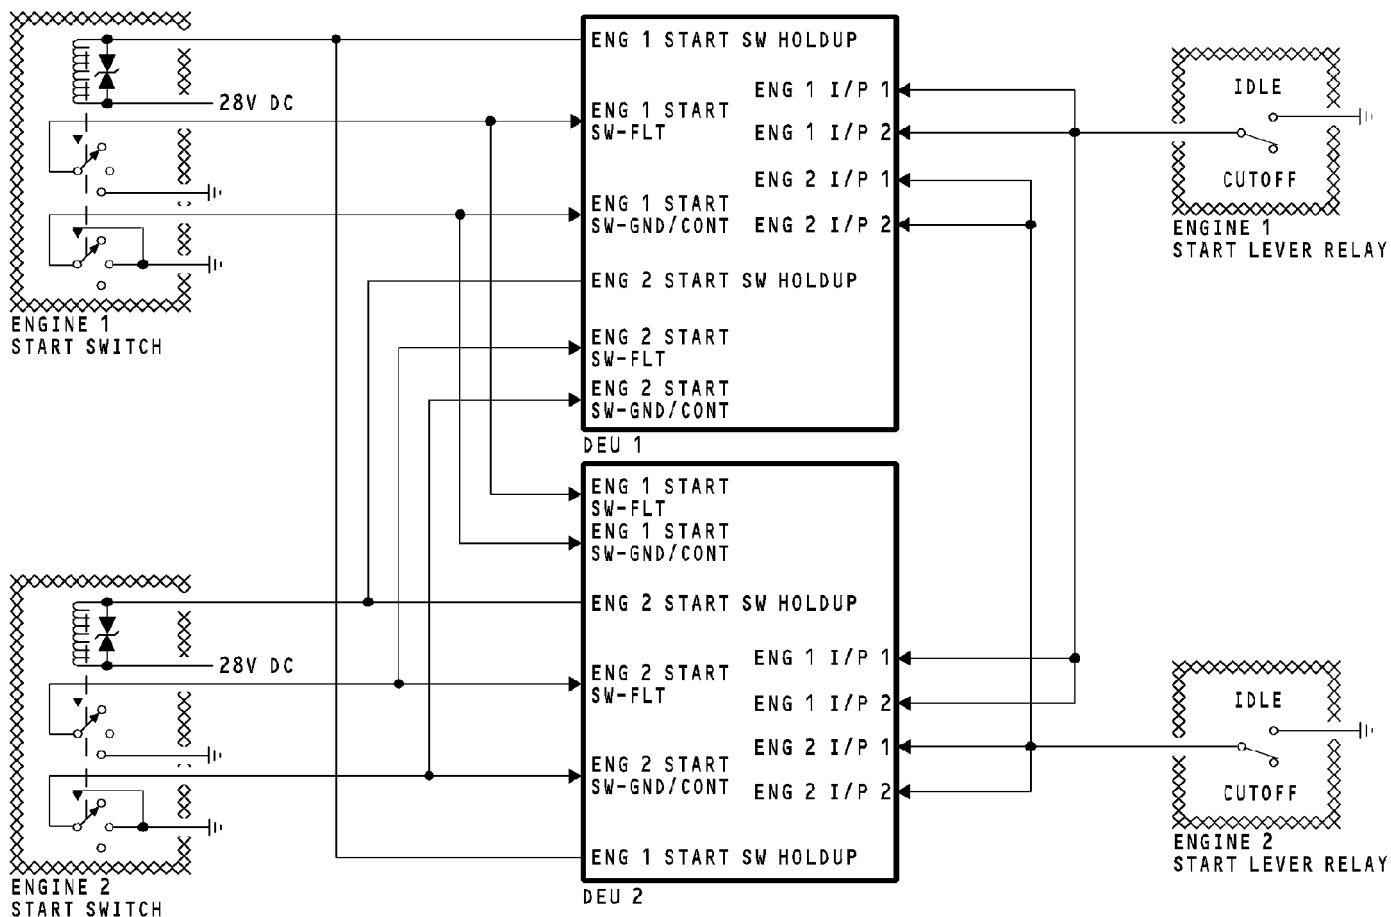 28V DC
ENGINE 1
START SWITCH
28V DC
ENGINE 2
START SWITCH
ENG 1 START SW HOLDUP
ENG 1 I/P 1
ENG 1 START
SW-FLT
ENG 1 I/P 2
ENG 2 I/P 1
ENG 1 START
SW-GND/CONT
ENG 2 I/P 2
ENG 2 START SW HOLDUP
ENG 2 START
SW-FLT
ENG 2 START
SW-GND/CONT
DEU 1
ENG 1 START
SW-FLT
ENG 1 START
SW-GND/CONT
ENG 2 START SW HOLDUP
ENG 1 I/P 1
ENG 2 START
SW-FLT
ENG 1 I/P 2
ENG 2 I/P 1
ENG 2 START
SW-GND/CONT
ENG 2 I/P 2
ENG 1 START SW HOLDUP
DEU 2
IDLE
CUTOFF
ENGINE 1
START LEVER RELAY
IDLE
CUTOFF
ENGINE 2
START LEVER RELAY